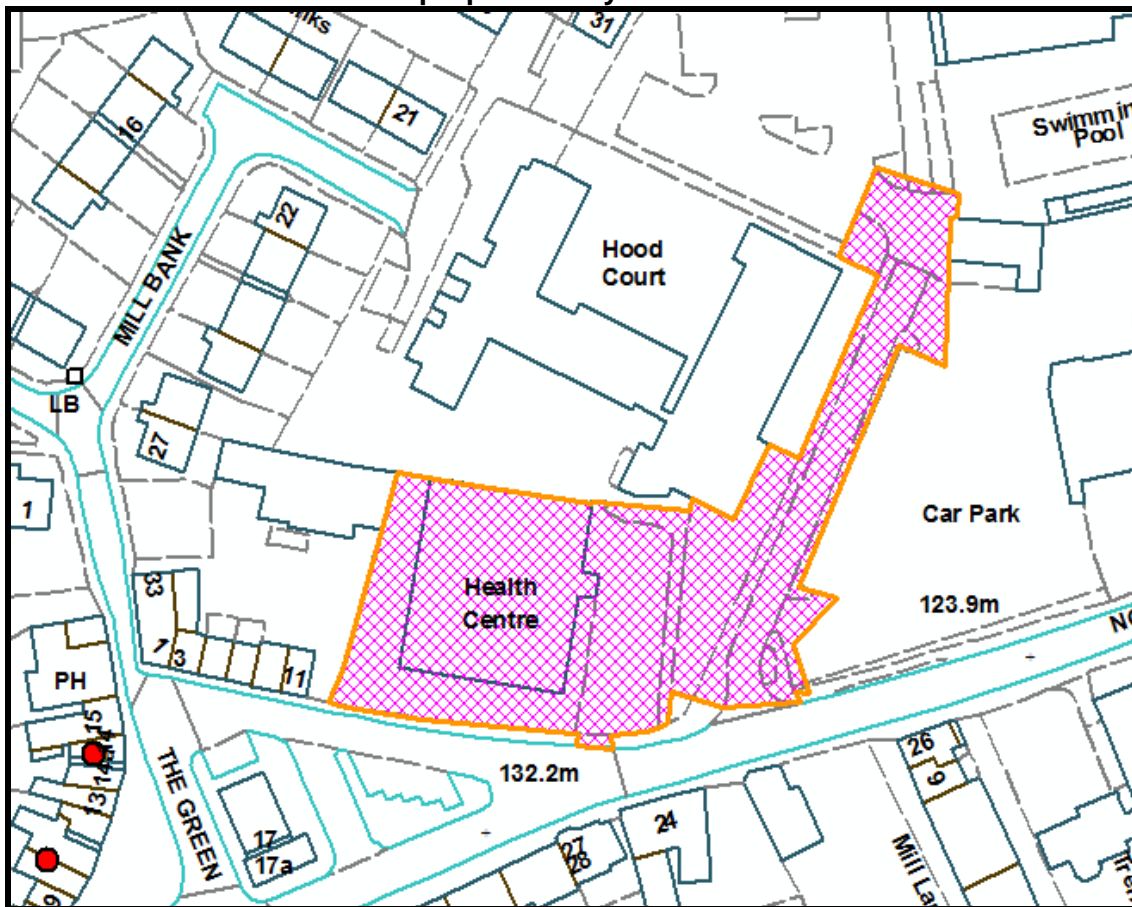 31
21
16
Swimmin
Pool
22
MILL BANK
Hood
Court
LB
27
1
Car Park
Health
Centre
123.9m
33
1
3
11
PH
15
13
THE GREEN
132.2m
17
17a
26
9
24
27
28
Mill La
9